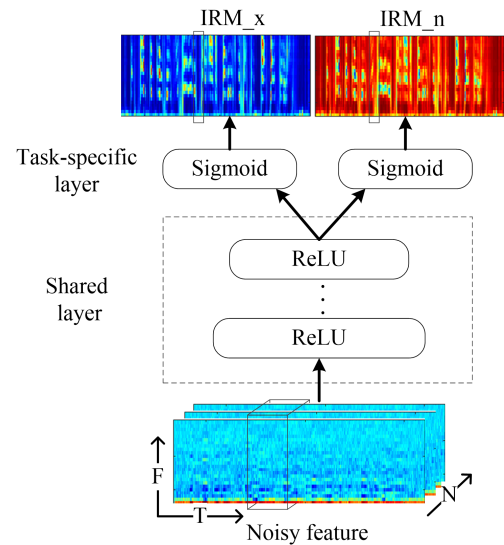 IRM_x IRM_n
Task-specific
layer
Sigmoid Sigmoid
Shared
layer
ReLU
ReLU
F
T
N
Noisy feature